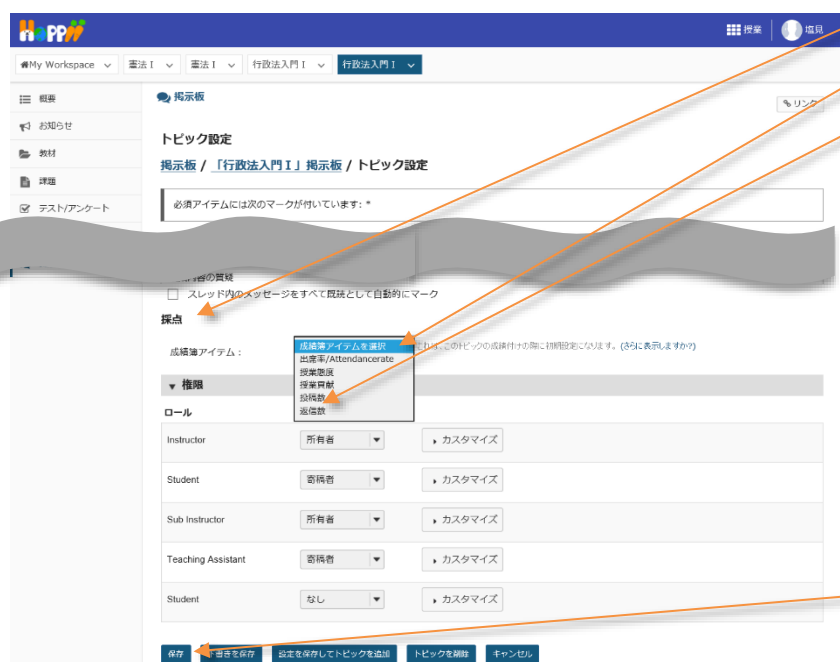 Hoppii
授業
塩見
My Workspace
憲法 I
憲法 I
行政法入門 I
行政法入門 I
概要
お知らせ
教材
課題
テスト/アンケート
掲示板
リンク
トピック設定
掲示板 / 「行政法入門 I」掲示板 / トピック設定
必須アイテムには次のマークが付いています: *
内容の質疑
スレッド内のメッセージをすべて既読として自動的にマーク
採点
成績簿アイテム :
成績簿アイテムを選択
出席率/Attendancerate
授業態度
授業貢献
投稿数
返信数
これは、このトピックの成績付けの際に初期設定になります。(さらに表示しますか?)
権限
ロール
Instructor 所有者 カスタマイズ
Student 寄稿者 カスタマイズ
Sub Instructor 所有者 カスタマイズ
Teaching Assistant 寄稿者 カスタマイズ
Student なし カスタマイズ
保存 下書きを保存 設定を保存してトピックを追加 トピックを削除 キャンセル